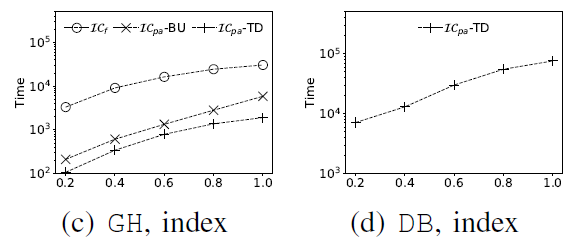 IC_f IC_pa-BU IC_pa-TD
Time
10^5
10^4
10^3
10^2
0.2 0.4 0.6 0.8 1.0
(c) GH, index
IC_pa-TD
Time
10^5
10^4
10^3
0.2 0.4 0.6 0.8 1.0
(d) DB, index